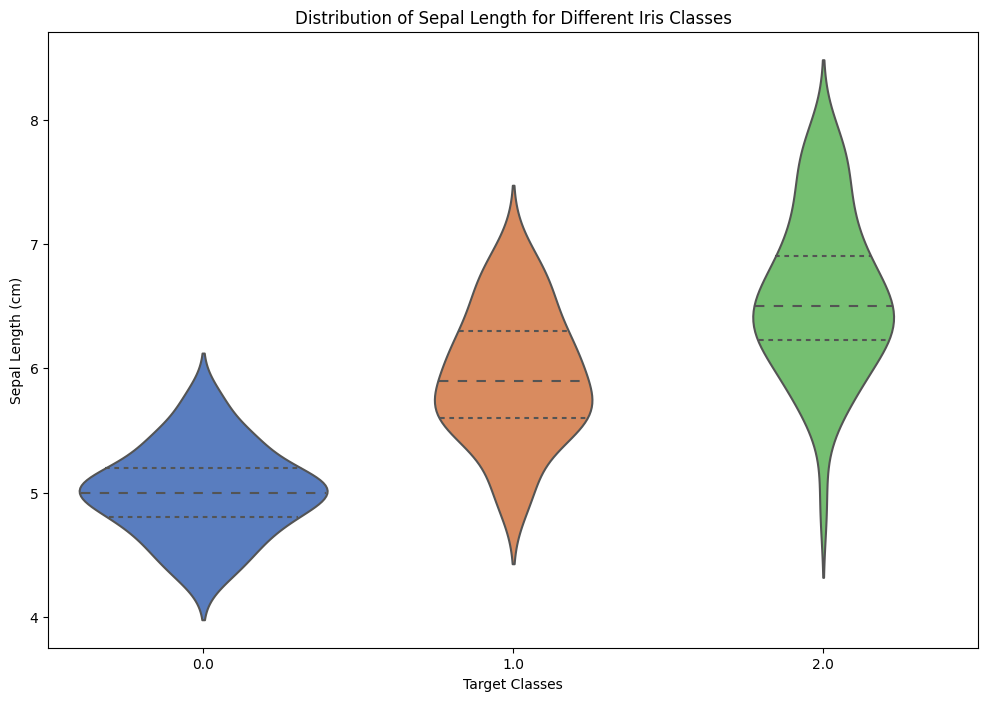 Distribution of Sepal Length for Different Iris Classes
Sepal Length (cm)
8
7
6
5
4
0.0 1.0 2.0
Target Classes